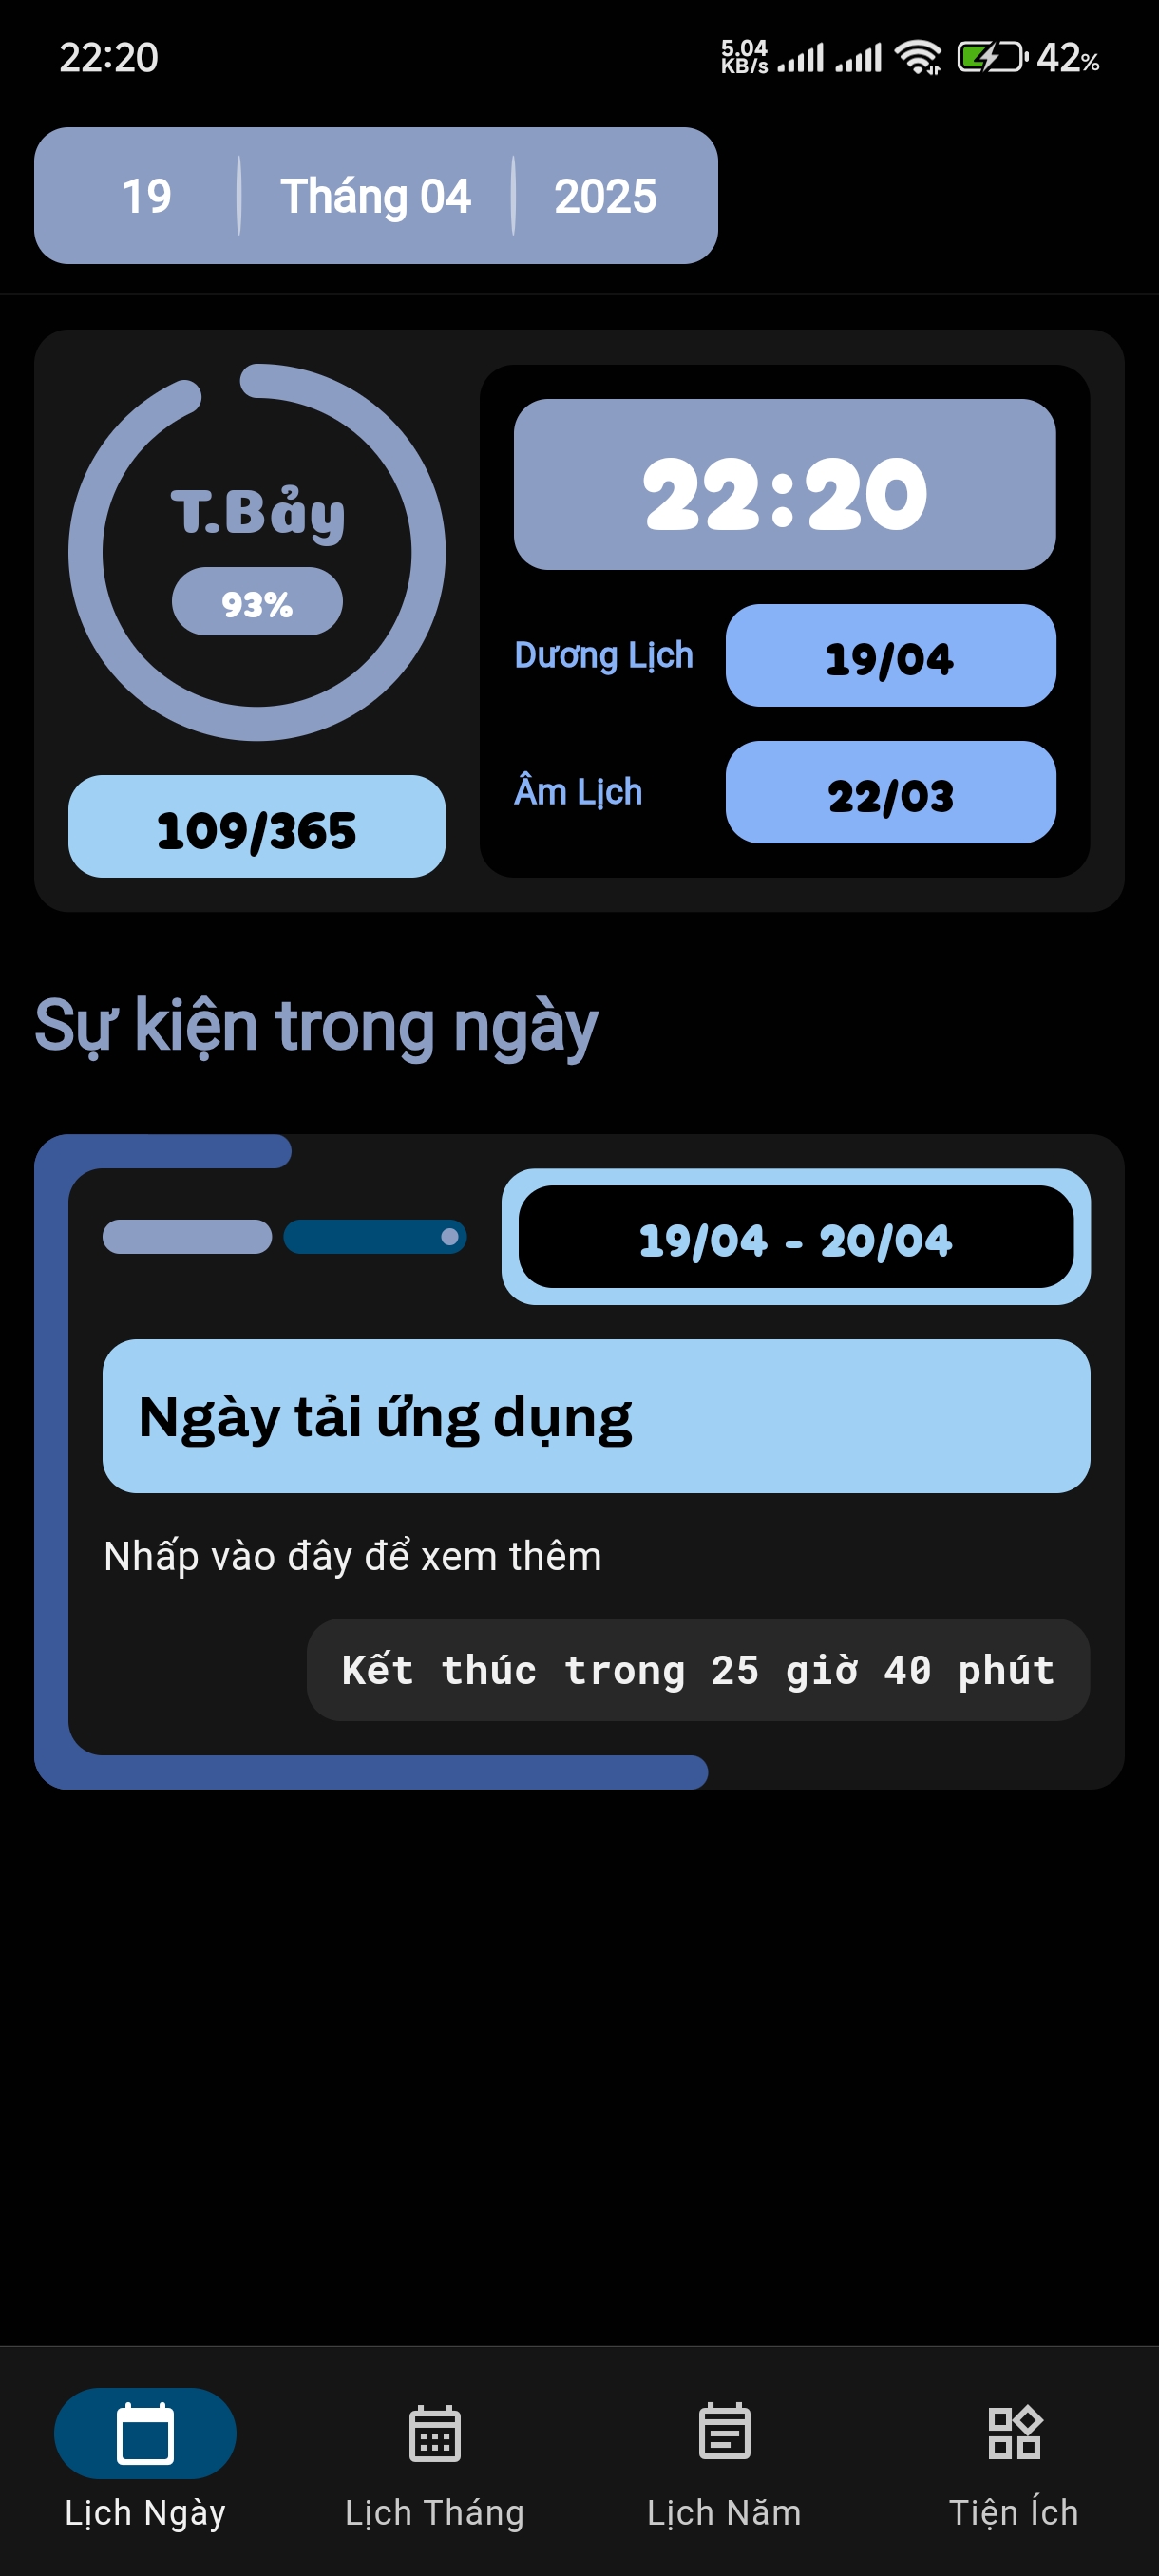 22:20
5.04
KB/s
42%
19 Tháng 04 2025
T.Bảy
93%
109/365
22:20
Dương Lịch 19/04
Âm Lịch 22/03
Sự kiện trong ngày
19/04 - 20/04
Ngày tải ứng dụng
Nhấp vào đây để xem thêm
Kết thúc trong 25 giờ 40 phút
Lịch Ngày Lịch Tháng Lịch Năm Tiện Ích